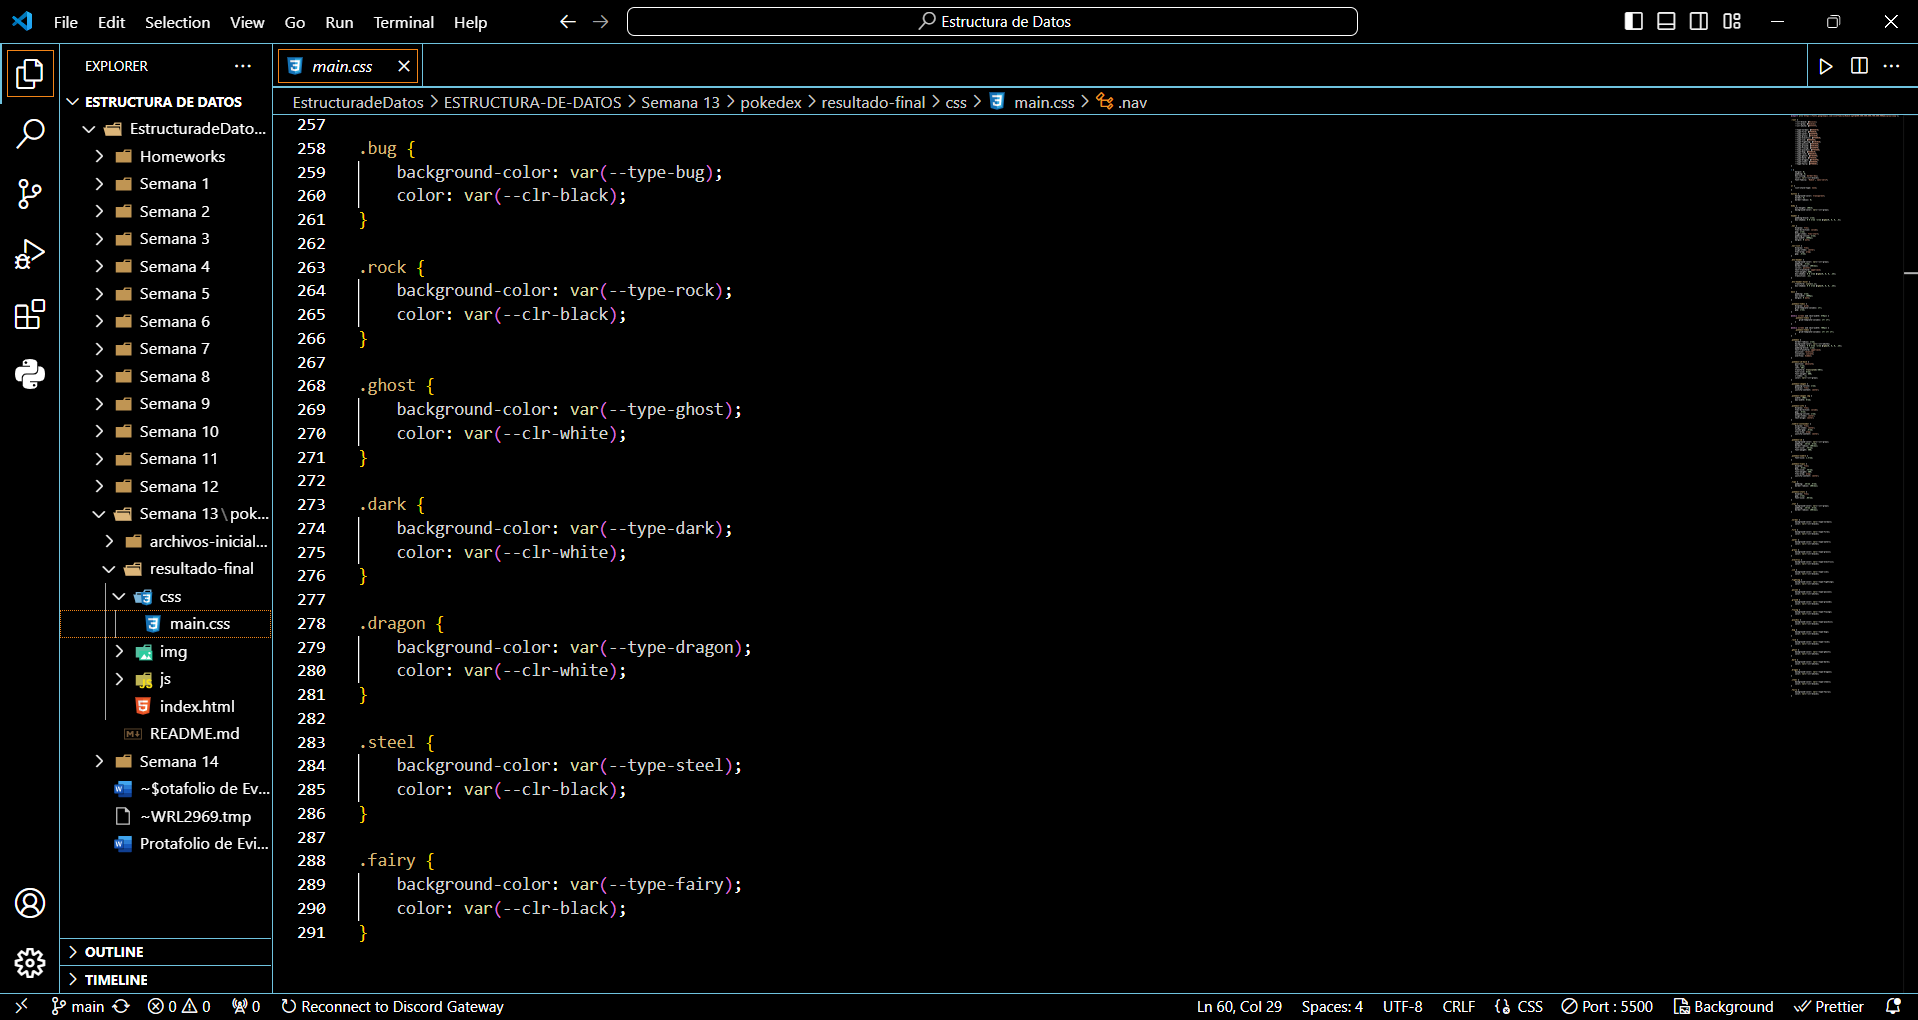 File Edit Selection View Go Run Terminal Help
Estructura de Datos
EXPLORER
ESTRUCTURA DE DATOS
EstructuradeDato...
Homeworks
Semana 1
Semana 2
Semana 3
Semana 4
Semana 5
Semana 6
Semana 7
Semana 8
Semana 9
Semana 10
Semana 11
Semana 12
Semana 13\pok...
archivos-inicial...
resultado-final
css
main.css
img
js
index.html
README.md
Semana 14
~$otafolio de Ev...
~WRL2969.tmp
Protafolio de Evi...
OUTLINE
TIMELINE
main.css
EstructuradeDatos > ESTRUCTURA-DE-DATOS > Semana 13 > pokedex > resultado-final > css > main.css > .nav
257
258 .bug {
259 background-color: var(--type-bug);
260 color: var(--clr-black);
261 }
262
263 .rock {
264 background-color: var(--type-rock);
265 color: var(--clr-black);
266 }
267
268 .ghost {
269 background-color: var(--type-ghost);
270 color: var(--clr-white);
271 }
272
273 .dark {
274 background-color: var(--type-dark);
275 color: var(--clr-white);
276 }
277
278 .dragon {
279 background-color: var(--type-dragon);
280 color: var(--clr-white);
281 }
282
283 .steel {
284 background-color: var(--type-steel);
285 color: var(--clr-black);
286 }
287
288 .fairy {
289 background-color: var(--type-fairy);
290 color: var(--clr-black);
291 }
main 0 0 0 Reconnect to Discord Gateway Ln 60, Col 29 Spaces: 4 UTF-8 CRLF {} CSS Port : 5500 Background Prettier